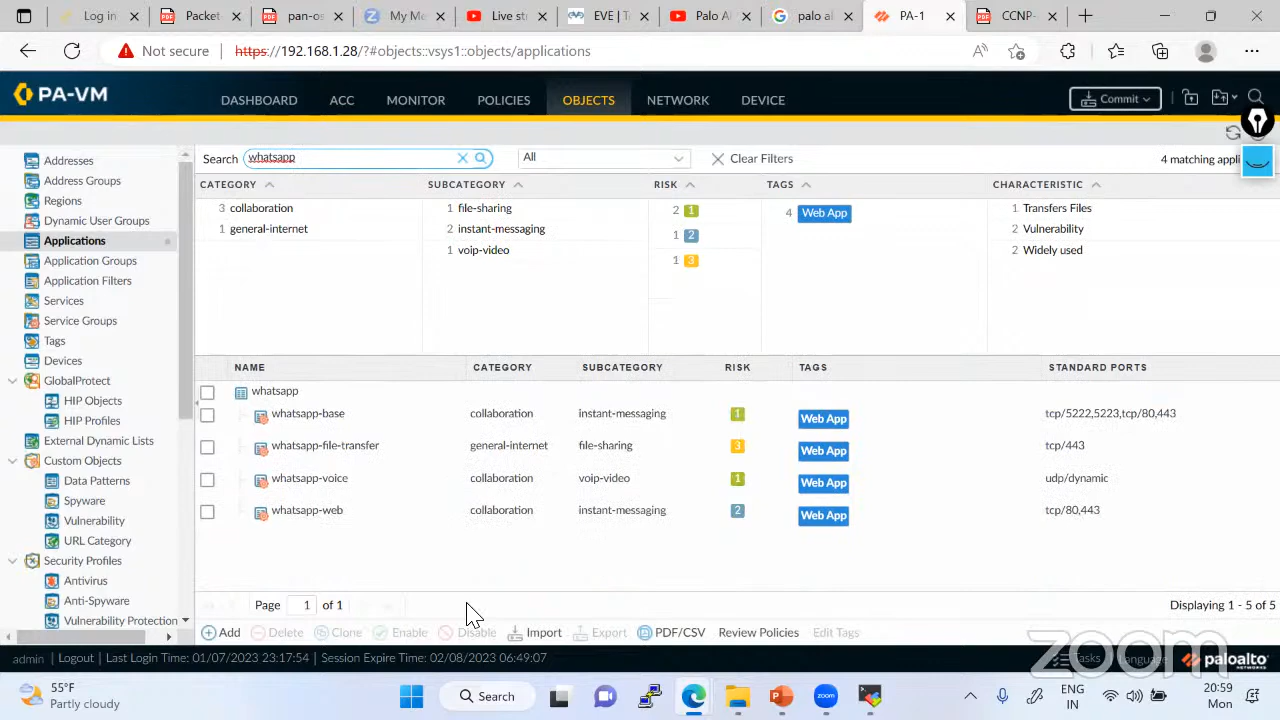 Log in
Packet
pan-os
My Me
Live st
EVE | T
Palo Al
palo al
PA-1
CCNP-
Not secure
https://192.168.1.28/?#objects::vsys1::objects/applications
PA-VM
DASHBOARD ACC MONITOR POLICIES OBJECTS NETWORK DEVICE
Commit
Addresses
Address Groups
Regions
Dynamic User Groups
Applications
Application Groups
Application Filters
Services
Service Groups
Tags
Devices
GlobalProtect
HIP Objects
HIP Profiles
External Dynamic Lists
Custom Objects
Data Patterns
Spyware
Vulnerability
URL Category
Security Profiles
Antivirus
Anti-Spyware
Vulnerability Protection
Search whatsapp All Clear Filters 4 matching appli
CATEGORY SUBCATEGORY RISK TAGS CHARACTERISTIC
3 collaboration 1 file-sharing 2 1 4 Web App 1 Transfers Files
1 general-internet 2 instant-messaging 1 2 2 Vulnerability
1 voip-video 1 3 2 Widely used
NAME CATEGORY SUBCATEGORY RISK TAGS STANDARD PORTS
whatsapp
whatsapp-base collaboration instant-messaging 1 Web App tcp/5222,5223,tcp/80,443
whatsapp-file-transfer general-internet file-sharing 3 Web App tcp/443
whatsapp-voice collaboration voip-video 1 Web App udp/dynamic
whatsapp-web collaboration instant-messaging 2 Web App tcp/80,443
Page 1 of 1 Displaying 1 - 5 of 5
Add Delete Clone Enable Disable Import Export PDF/CSV Review Policies Edit Tags
admin | Logout | Last Login Time: 01/07/2023 23:17:54 | Session Expire Time: 02/08/2023 06:49:07
Tasks Language paloalto
NETWORKS
zoom
55°F
Partly cloudy
Search
zoom
ENG
IN
20:59
Mon